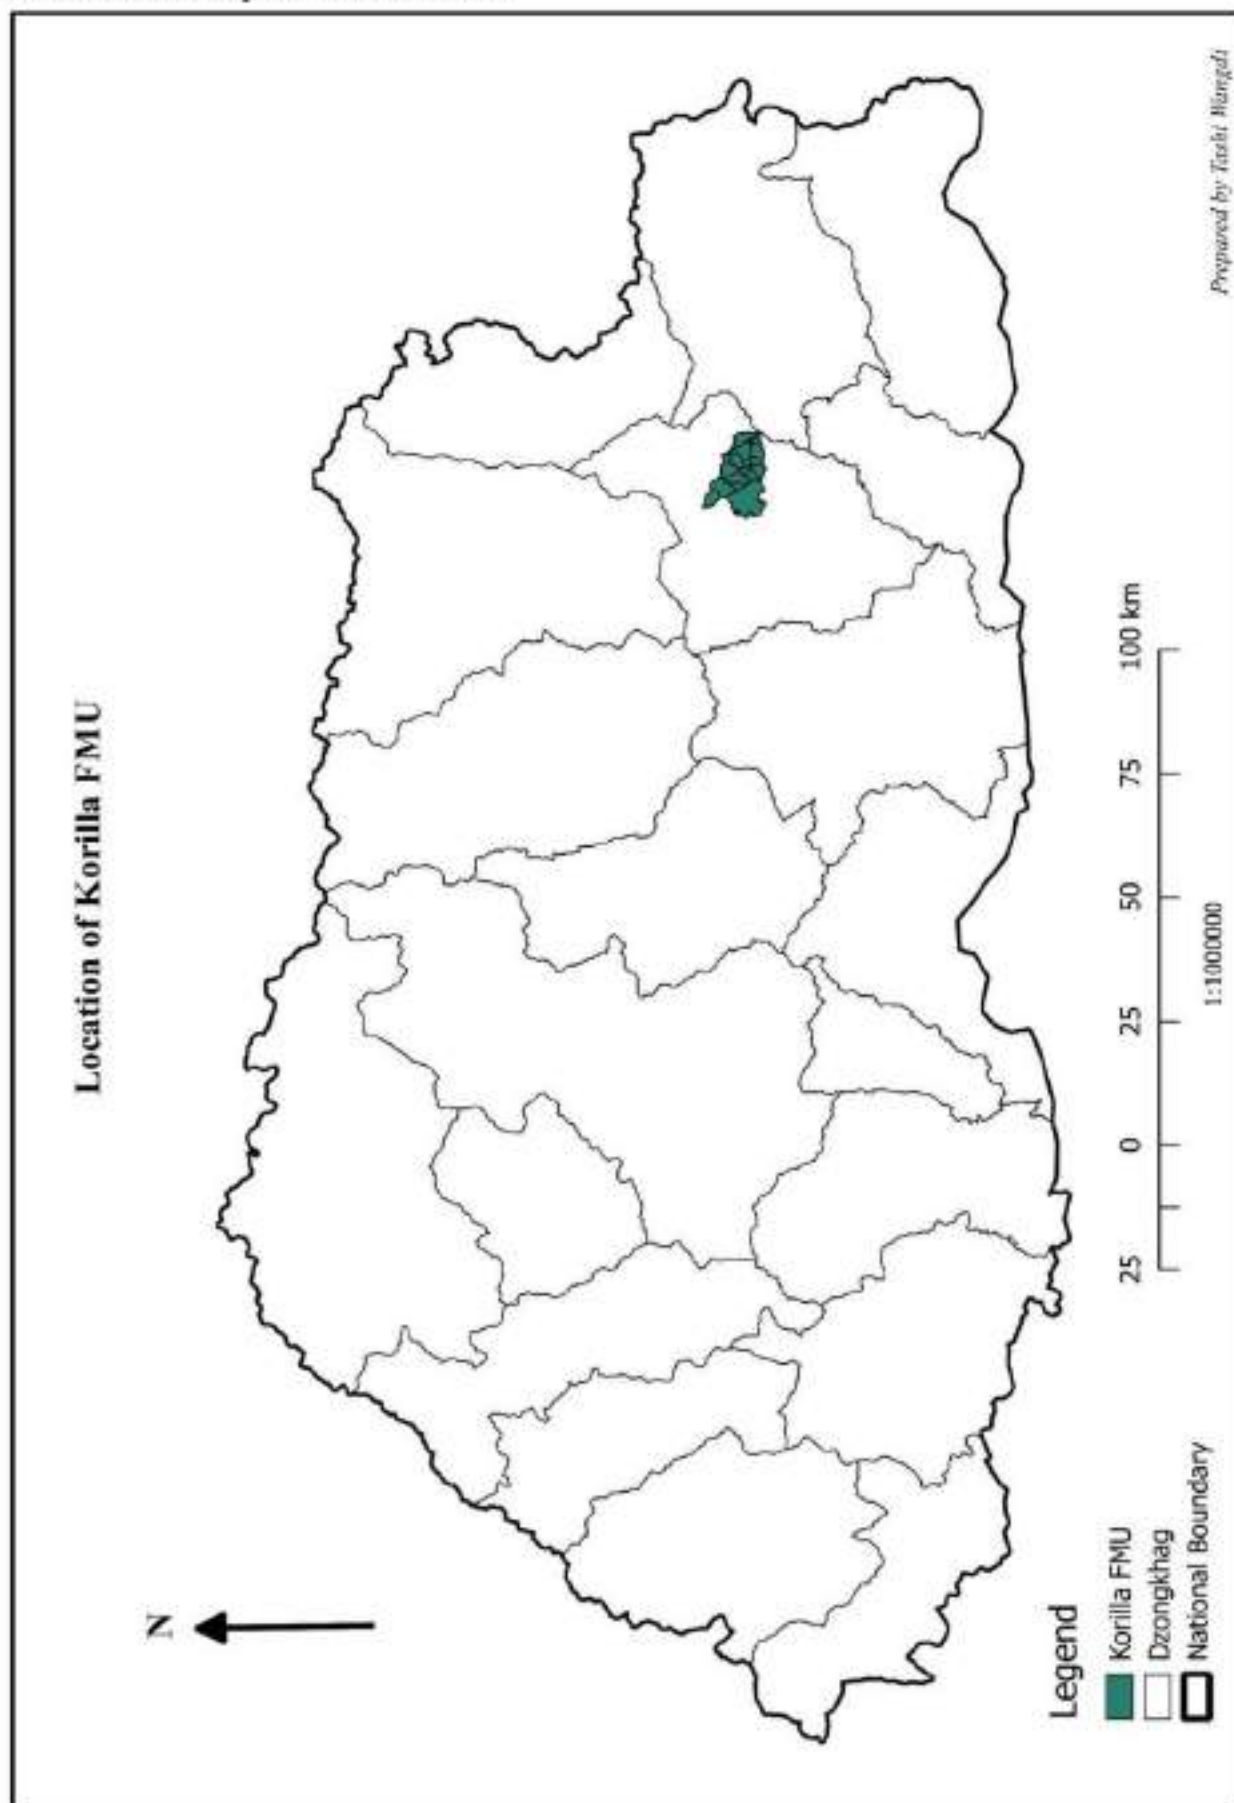 Location of Korilla FMU
N
Legend
Korilla FMU
Dzongkhag
National Boundary
25 0 25 50 75 100 km
1:1000000
Prepared by Tashi Wangdi